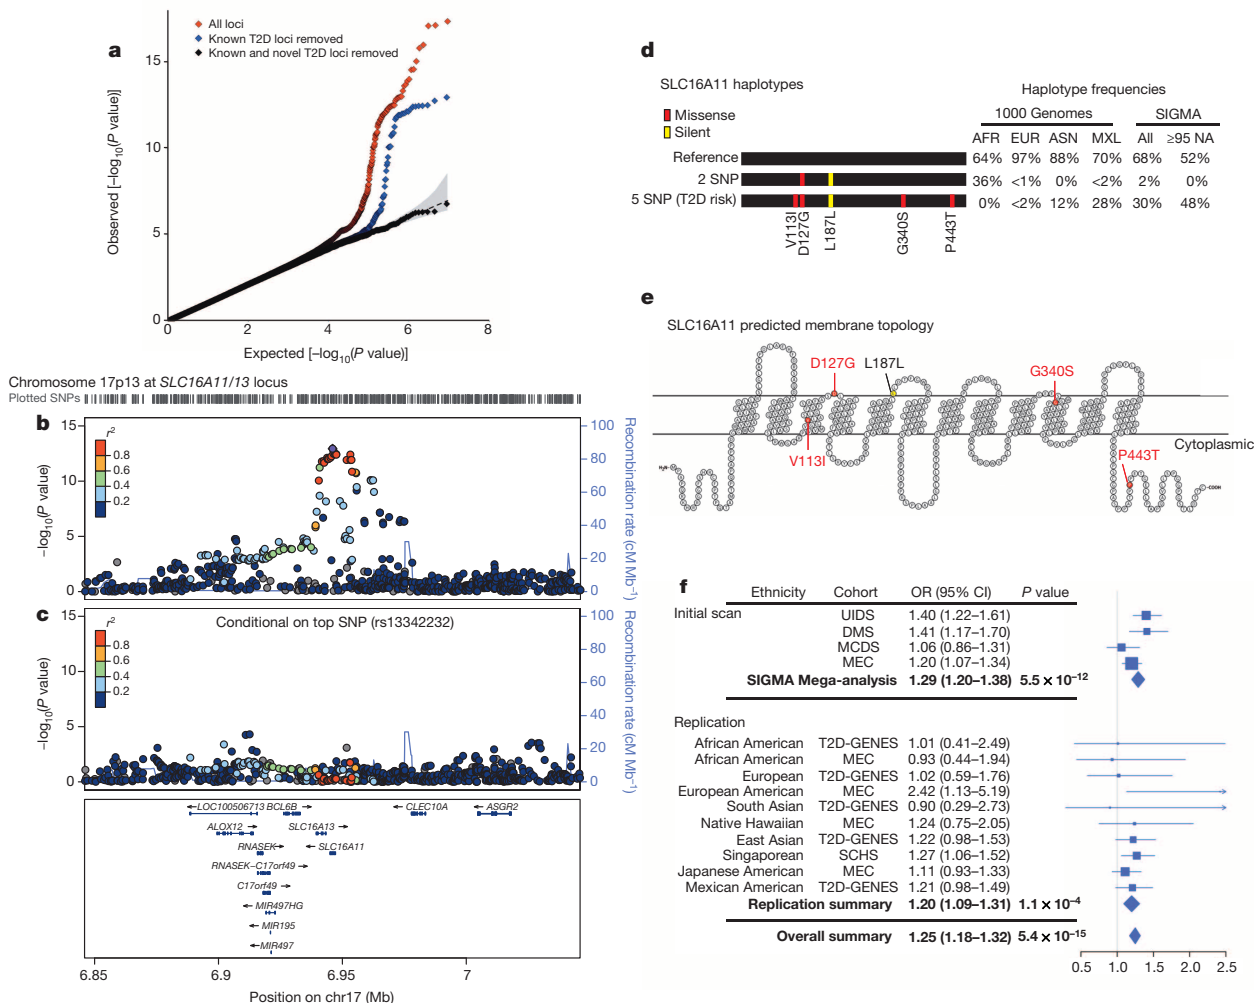 a
All loci
Known T2D loci removed
Known and novel T2D loci removed
Observed [−log10(P value)]
15
10
5
0
0 2 4 6 8
Expected [−log10(P value)]
Chromosome 17p13 at SLC16A11/13 locus
Plotted SNPs
b
r2
0.8
0.6
0.4
0.2
−log10(P value)
15
10
5
0
100
80
60
40
20
0
Recombination rate (cM Mb−1)
c
Conditional on top SNP (rs13342232)
r2
0.8
0.6
0.4
0.2
−log10(P value)
15
10
5
0
100
80
60
40
20
0
Recombination rate (cM Mb−1)
LOC100506713 BCL6B → ← CLEC10A ← ASGR2
ALOX12 → SLC16A13 →
RNASEK → ← SLC16A11
RNASEK−C17orf49 →
C17orf49 →
← MIR497HG
← MIR195
← MIR497
6.85 6.9 6.95 7
Position on chr17 (Mb)
d
SLC16A11 haplotypes
Missense
Silent
Haplotype frequencies
1000 Genomes SIGMA
AFR EUR ASN MXL All ≥95 NA
Reference 64% 97% 88% 70% 68% 52%
2 SNP 36% <1% 0% <2% 2% 0%
5 SNP (T2D risk) 0% <2% 12% 28% 30% 48%
V113I
D127G
L187L
G340S
P443T
e
SLC16A11 predicted membrane topology
D127G
L187L
G340S
V113I
Cytoplasmic
P443T
H2N
COOH
f
Ethnicity Cohort OR (95% CI) P value
Initial scan UIDS 1.40 (1.22–1.61)
DMS 1.41 (1.17–1.70)
MCDS 1.06 (0.86–1.31)
MEC 1.20 (1.07–1.34)
SIGMA Mega-analysis 1.29 (1.20–1.38) 5.5 × 10−12
Replication
African American T2D-GENES 1.01 (0.41–2.49)
African American MEC 0.93 (0.44–1.94)
European T2D-GENES 1.02 (0.59–1.76)
European American MEC 2.42 (1.13–5.19)
South Asian T2D-GENES 0.90 (0.29–2.73)
Native Hawaiian MEC 1.24 (0.75–2.05)
East Asian T2D-GENES 1.22 (0.98–1.53)
Singaporean SCHS 1.27 (1.06–1.52)
Japanese American MEC 1.11 (0.93–1.33)
Mexican American T2D-GENES 1.21 (0.98–1.49)
Replication summary 1.20 (1.09–1.31) 1.1 × 10−4
Overall summary 1.25 (1.18–1.32) 5.4 × 10−15
0.5 1.0 1.5 2.0 2.5